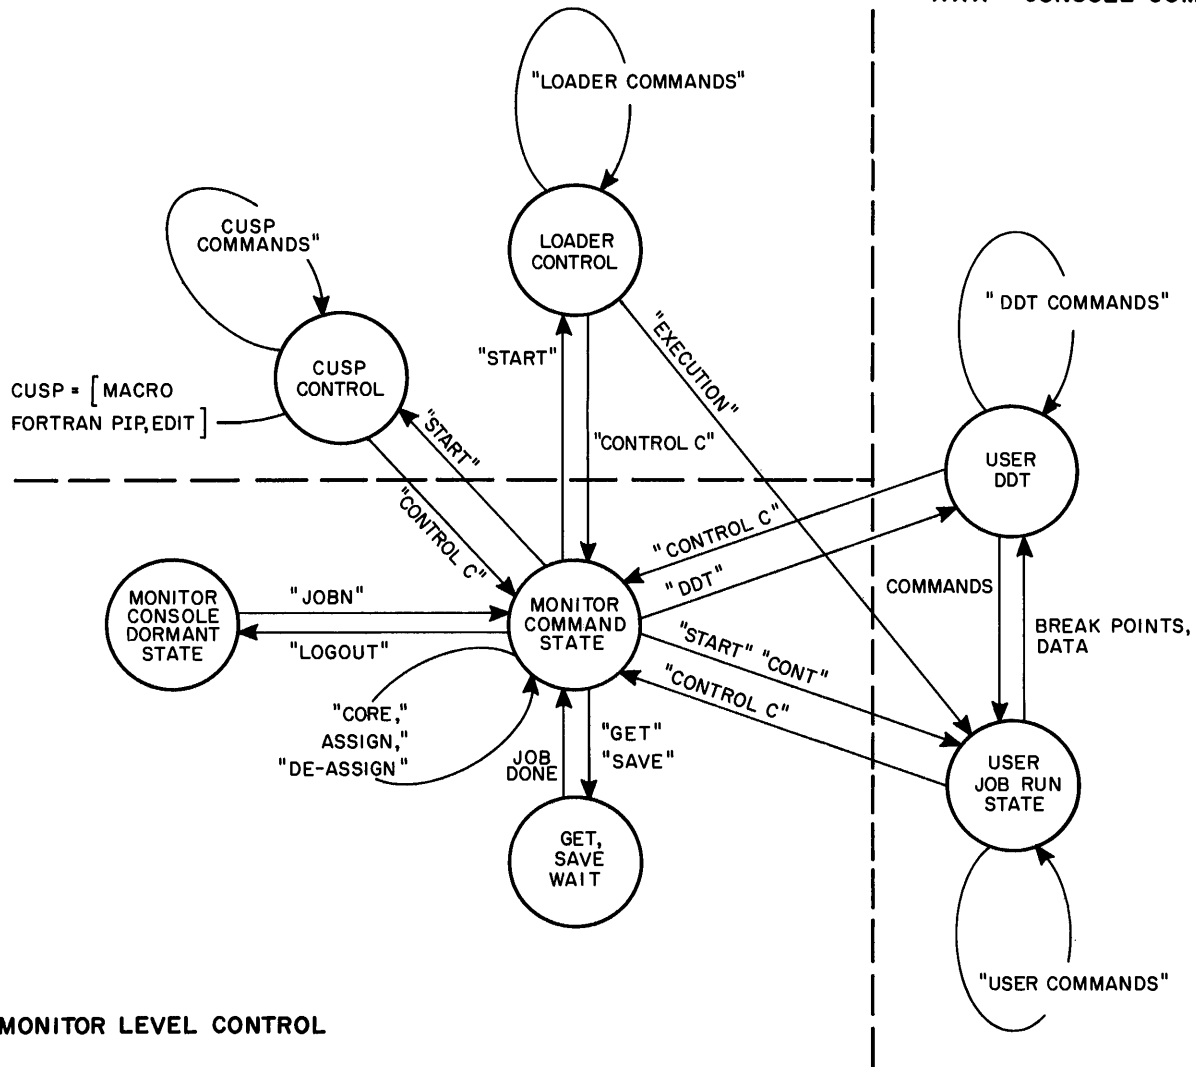 "LOADER COMMANDS"
CUSP
COMMANDS"
LOADER
CONTROL
" DDT COMMANDS"
"START"
"EXECUTION"
CUSP
CONTROL
CUSP = [ MACRO
FORTRAN PIP, EDIT ]
"START"
"CONTROL C"
USER
DDT
"CONTROL C"
"CONTROL C"
"DDT"
COMMANDS
BREAK POINTS,
DATA
MONITOR
CONSOLE
DORMANT
STATE
"JOBN"
"LOGOUT"
MONITOR
COMMAND
STATE
"START" "CONT"
"CONTROL C"
"CORE,"
ASSIGN,"
"DE-ASSIGN"
JOB
DONE
"GET"
"SAVE"
USER
JOB RUN
STATE
GET,
SAVE
WAIT
"USER COMMANDS"
MONITOR LEVEL CONTROL